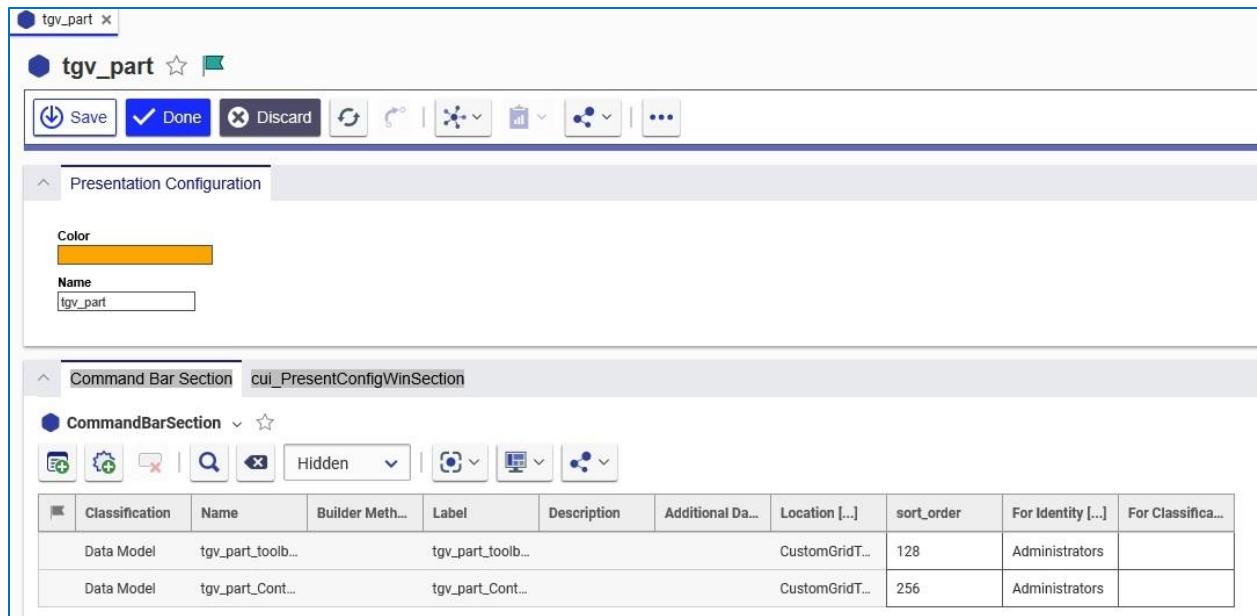 tgv_part ×
tgv_part
Save Done Discard
Presentation Configuration
Color
Name
tgv_part
Command Bar Section cui_PresentConfigWinSection
CommandBarSection
Hidden
Classification Name Builder Meth... Label Description Additional Da... Location [...] sort_order For Identity [...] For Classifica...
Data Model tgv_part_toolb... tgv_part_toolb... CustomGridT... 128 Administrators
Data Model tgv_part_Cont... tgv_part_Cont... CustomGridT... 256 Administrators